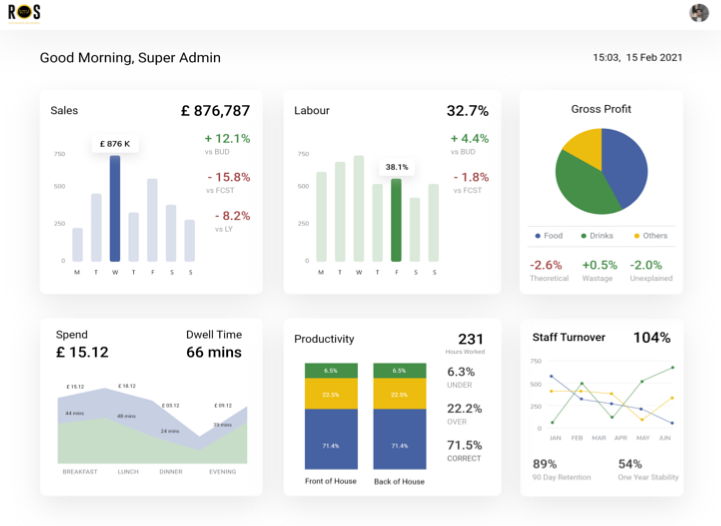 ROS
Good Morning, Super Admin
15:03, 15 Feb 2021
Sales
£ 876,787
£ 876 K
+ 12.1%
vs BUD
- 15.8%
vs FCST
- 8.2%
vs LY
750
500
250
0
M T W T F S S
Labour
32.7%
38.1%
+ 4.4%
vs BUD
- 1.8%
vs FCST
750
500
250
0
M T W T F S S
Gross Profit
Food Drinks Others
-2.6% +0.5% -2.0%
Theoretical Wastage Unexplained
Spend
£ 15.12
Dwell Time
66 mins
£ 15.12
£ 18.12
£ 03.12
£ 09.12
44 mins
48 mins
24 mins
33 mins
BREAKFAST LUNCH DINNER EVENING
Productivity
231
Hours Worked
6.5% 6.5%
22.5% 22.5%
71.4% 71.4%
Front of House Back of House
6.3%
UNDER
22.2%
OVER
71.5%
CORRECT
Staff Turnover 104%
750
500
250
0
JAN FEB MAR APR MAY JUN
89% 54%
90 Day Retention One Year Stability